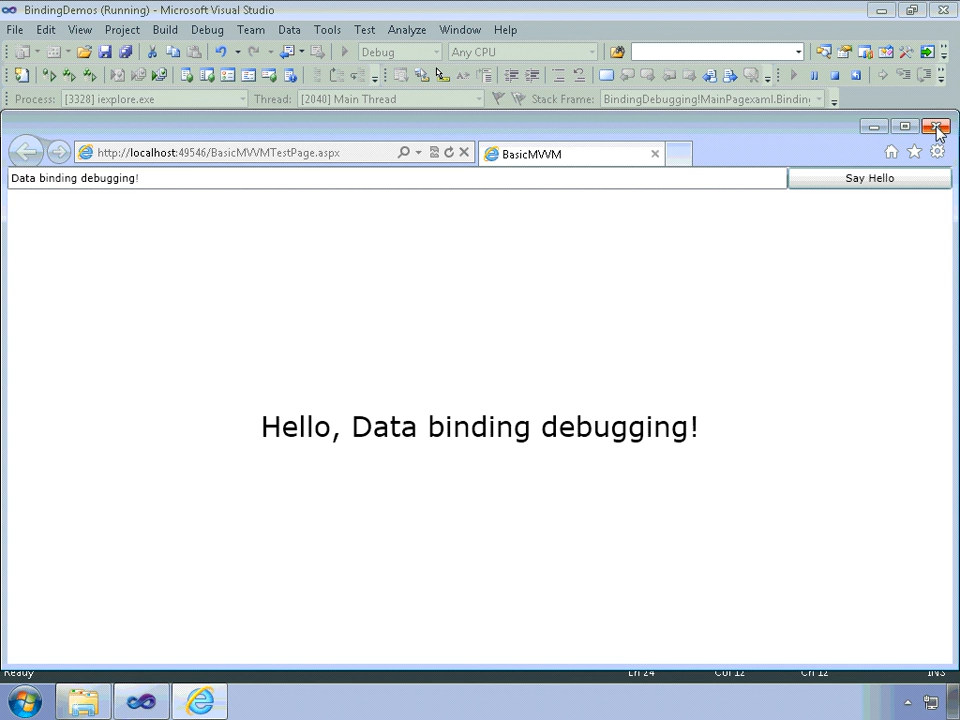 BindingDemos (Running) - Microsoft Visual Studio
File Edit View Project Build Debug Team Data Tools Test Analyze Window Help
Debug Any CPU
Process: [3328] iexplore.exe Thread: [2040] Main Thread Stack Frame: BindingDebugging!MainPagexaml.Binding
http://localhost:49546/BasicMVVMTestPage.aspx BasicMVVM
Data binding debugging! Say Hello
Hello, Data binding debugging!
Ready Ln 24 Col 12 Ch 12 INS